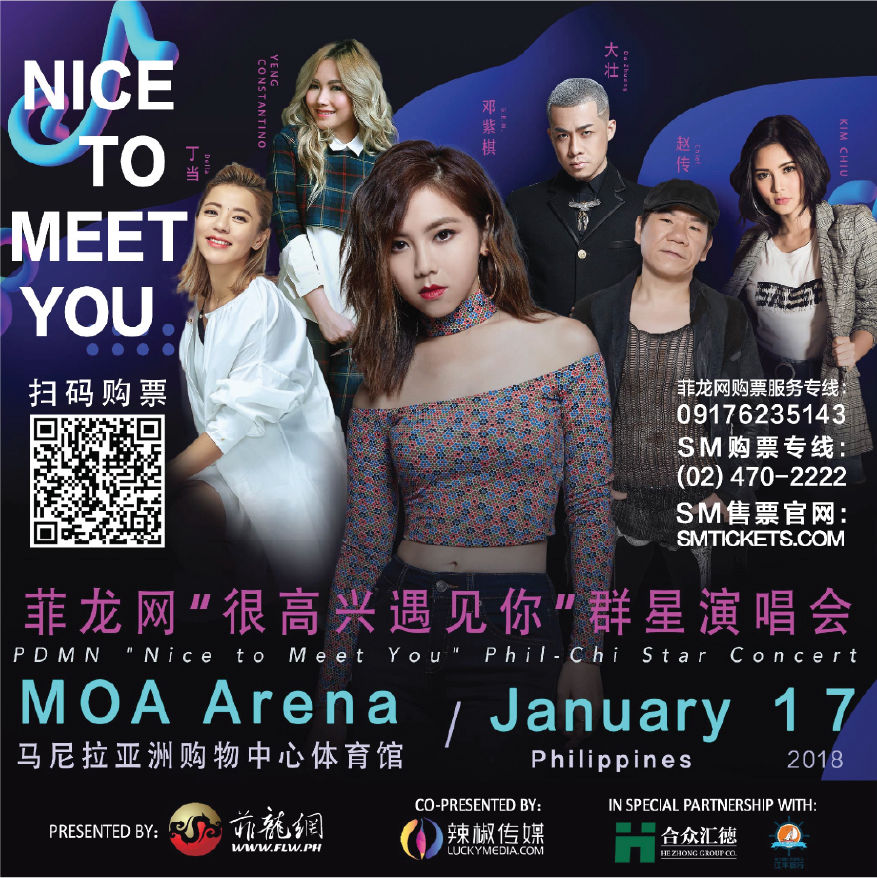 NICE
TO
MEET
YOU
丁当
Della
YENG
CONSTANTINO
邓紫棋
G.E.M.
大壮
Da Zhuang
赵传
Chief
KIM CHIU
扫码购票
菲龙网购票服务专线:
09176235143
SM购票专线:
(02) 470-2222
SM售票官网:
SMTICKETS.COM
菲龙网“很高兴遇见你”群星演唱会
PDMN "Nice to Meet You" Phil-Chi Star Concert
MOA Arena / January 17
马尼拉亚洲购物中心体育馆 Philippines 2018
PRESENTED BY:
菲龍網
WWW.FLW.PH
CO-PRESENTED BY:
辣椒传媒
LUCKYMEDIA.COM
IN SPECIAL PARTNERSHIP WITH:
合众汇德
HE ZHONG GROUP CO.